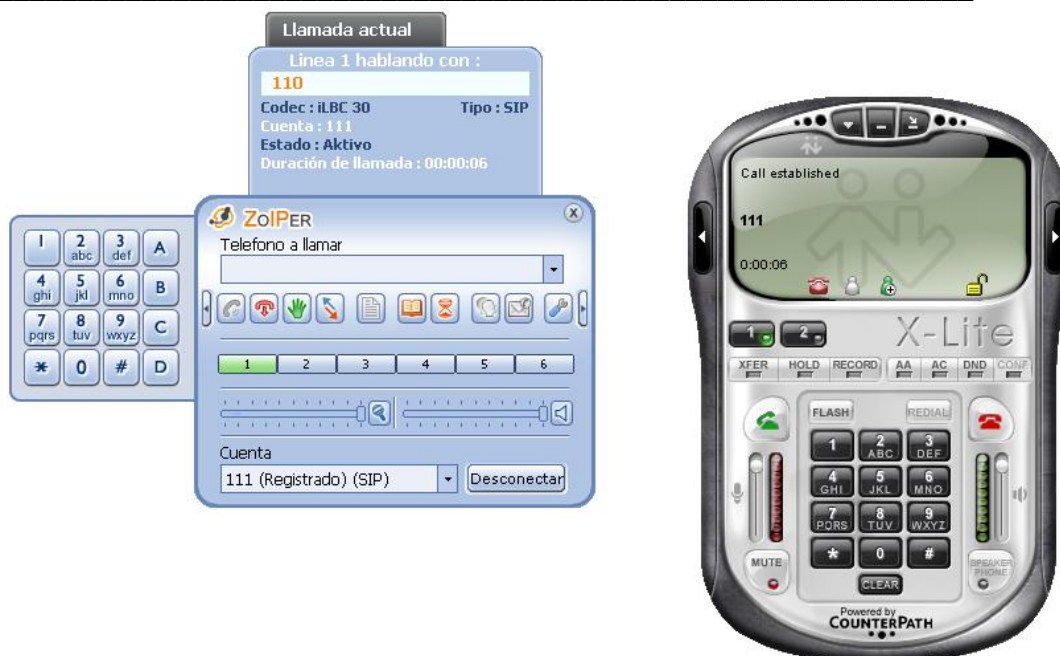 Llamada actual
Linea 1 hablando con :
110
Codec : iLBC 30 Tipo : SIP
Cuenta : 111
Estado : Aktivo
Duración de llamada : 00:00:06
ZoIPER
Telefono a llamar
1 2 3 4 5 6
Cuenta
111 (Registrado) (SIP) Desconectar
1 2 abc 3 def A
4 ghi 5 jkl 6 mno B
7 pqrs 8 tuv 9 wxyz C
* 0 # D
Call established
111
0:00:06
1 2 X-Lite
XFER HOLD RECORD AA AC DND CONF
FLASH REDIAL
1 2 ABC 3 DEF
4 GHI 5 JKL 6 MNO
7 PQRS 8 TUV 9 WXYZ
* 0 #
MUTE CLEAR SPEAKER PHONE
Powered by
COUNTERPATH